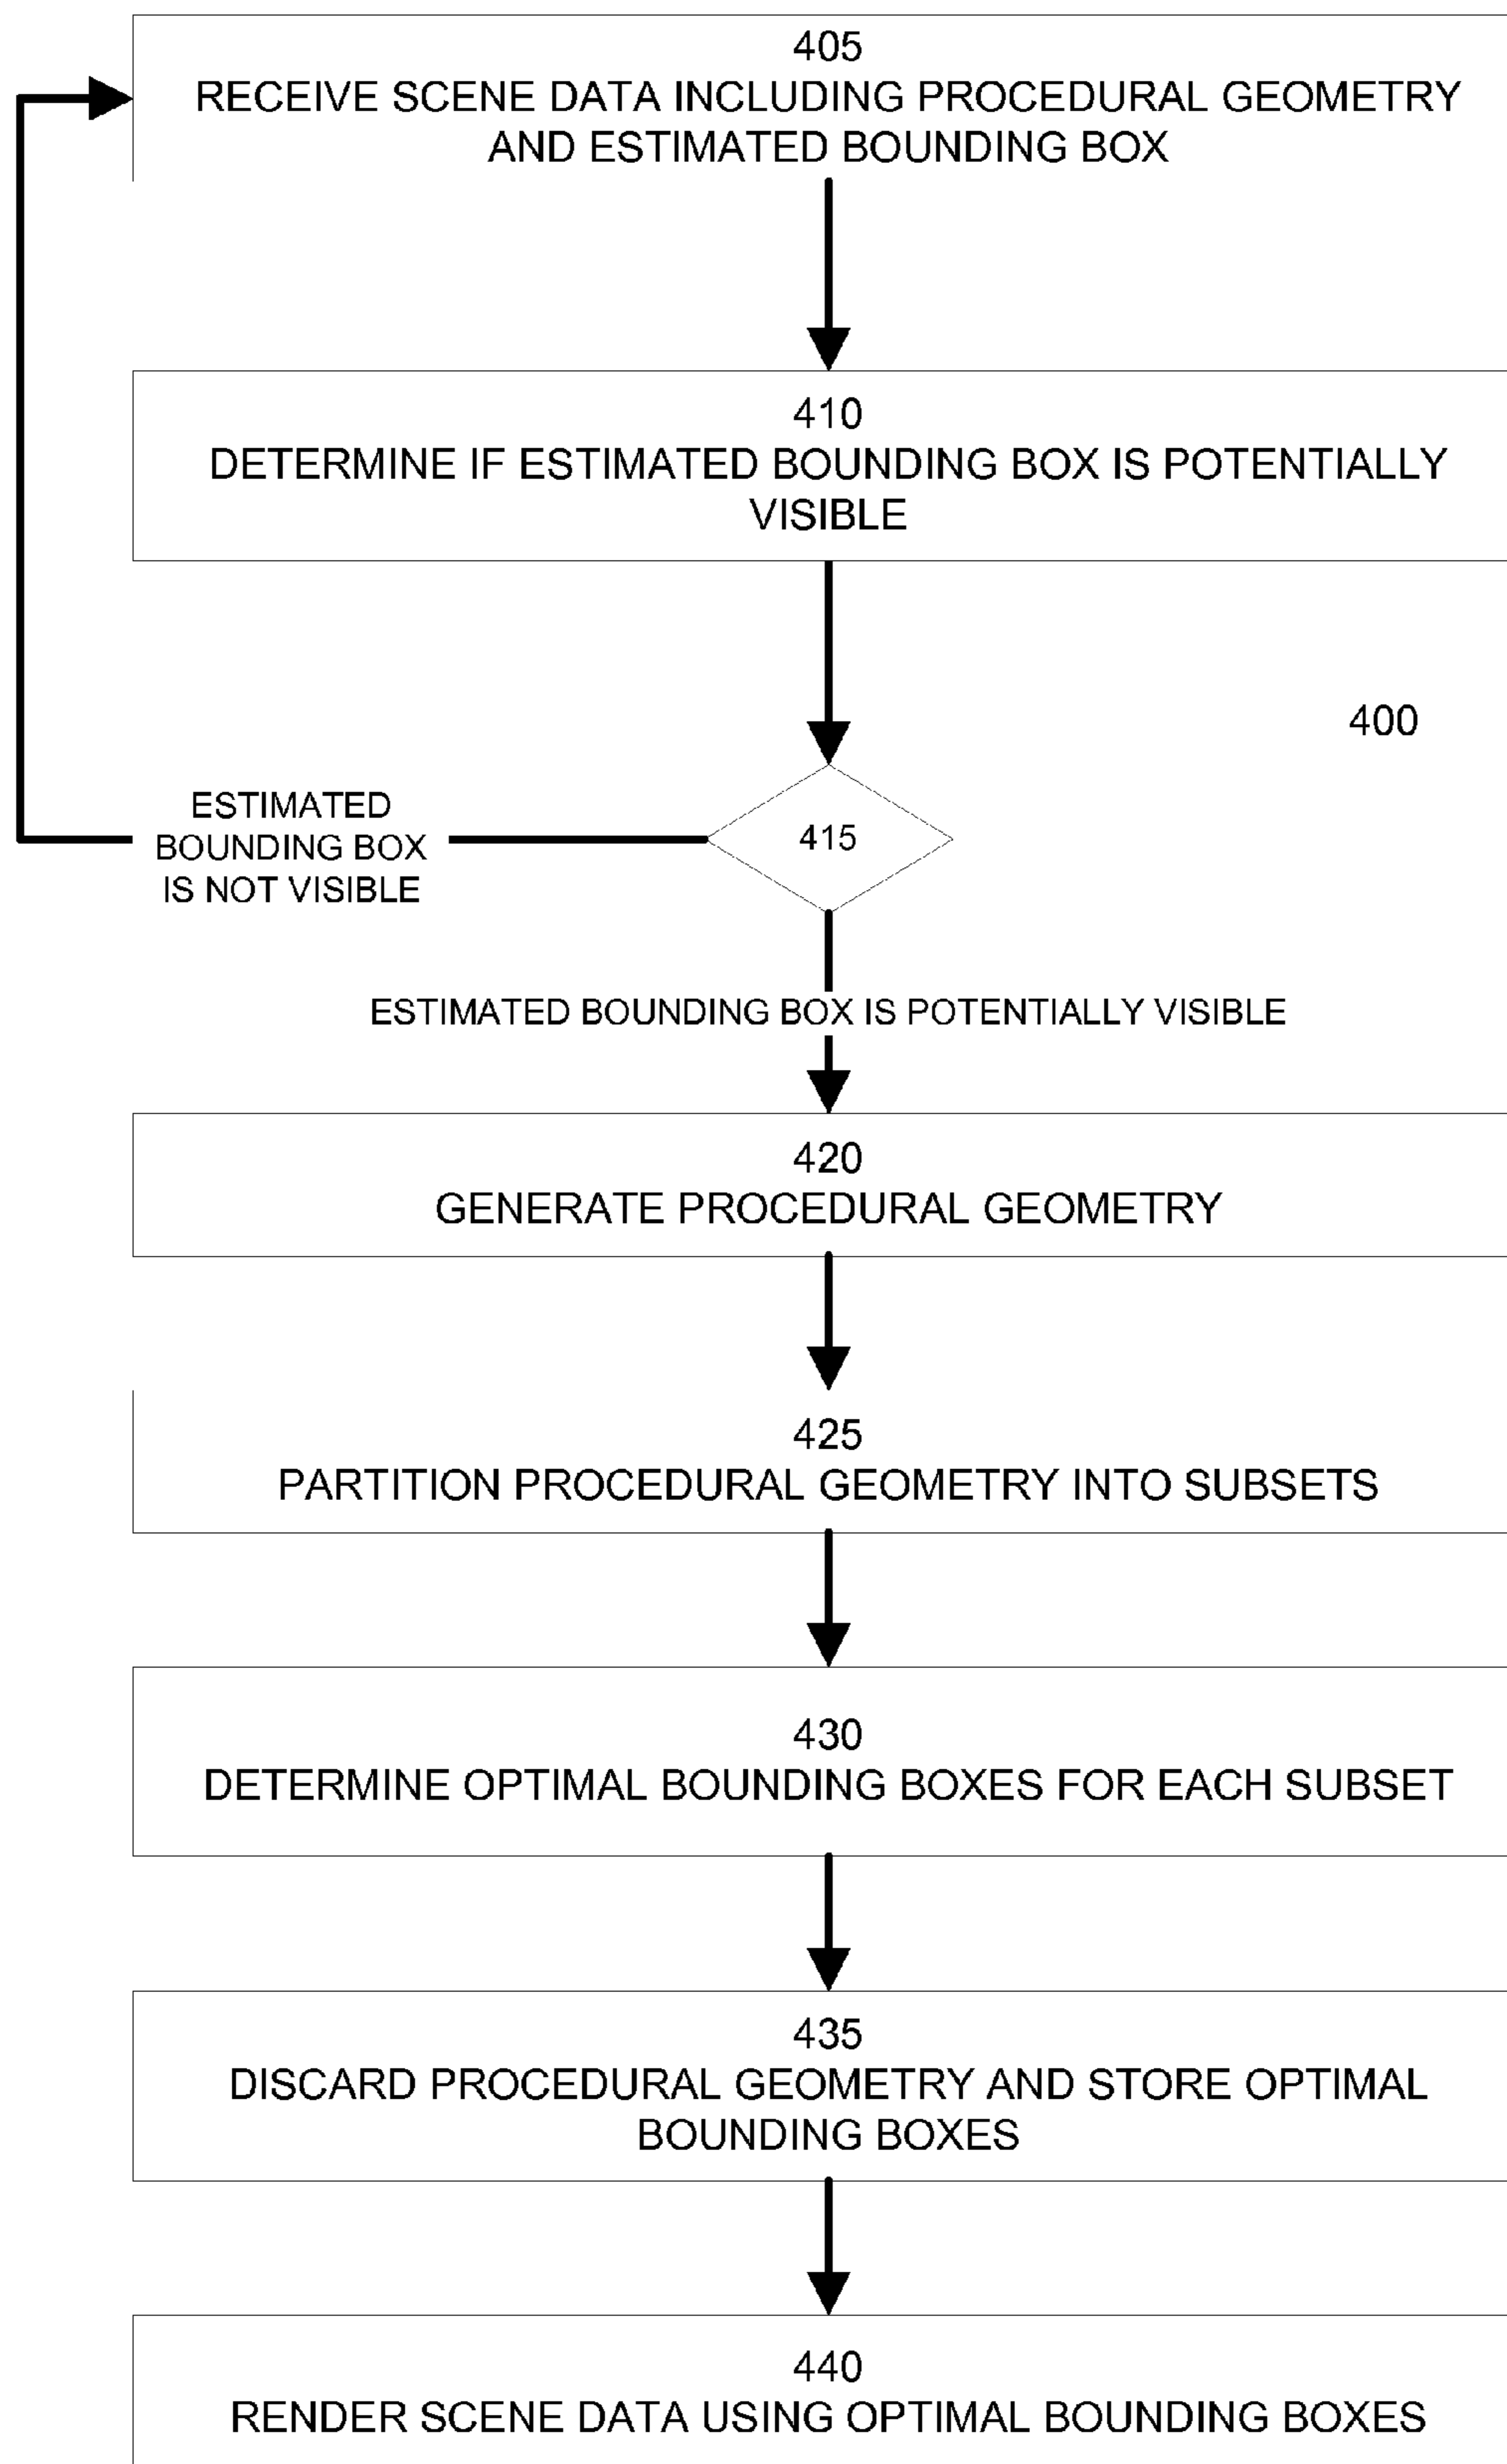 405
RECEIVE SCENE DATA INCLUDING PROCEDURAL GEOMETRY
AND ESTIMATED BOUNDING BOX
410
DETERMINE IF ESTIMATED BOUNDING BOX IS POTENTIALLY
VISIBLE
400
ESTIMATED
BOUNDING BOX
IS NOT VISIBLE
415
ESTIMATED BOUNDING BOX IS POTENTIALLY VISIBLE
420
GENERATE PROCEDURAL GEOMETRY
425
PARTITION PROCEDURAL GEOMETRY INTO SUBSETS
430
DETERMINE OPTIMAL BOUNDING BOXES FOR EACH SUBSET
435
DISCARD PROCEDURAL GEOMETRY AND STORE OPTIMAL
BOUNDING BOXES
440
RENDER SCENE DATA USING OPTIMAL BOUNDING BOXES